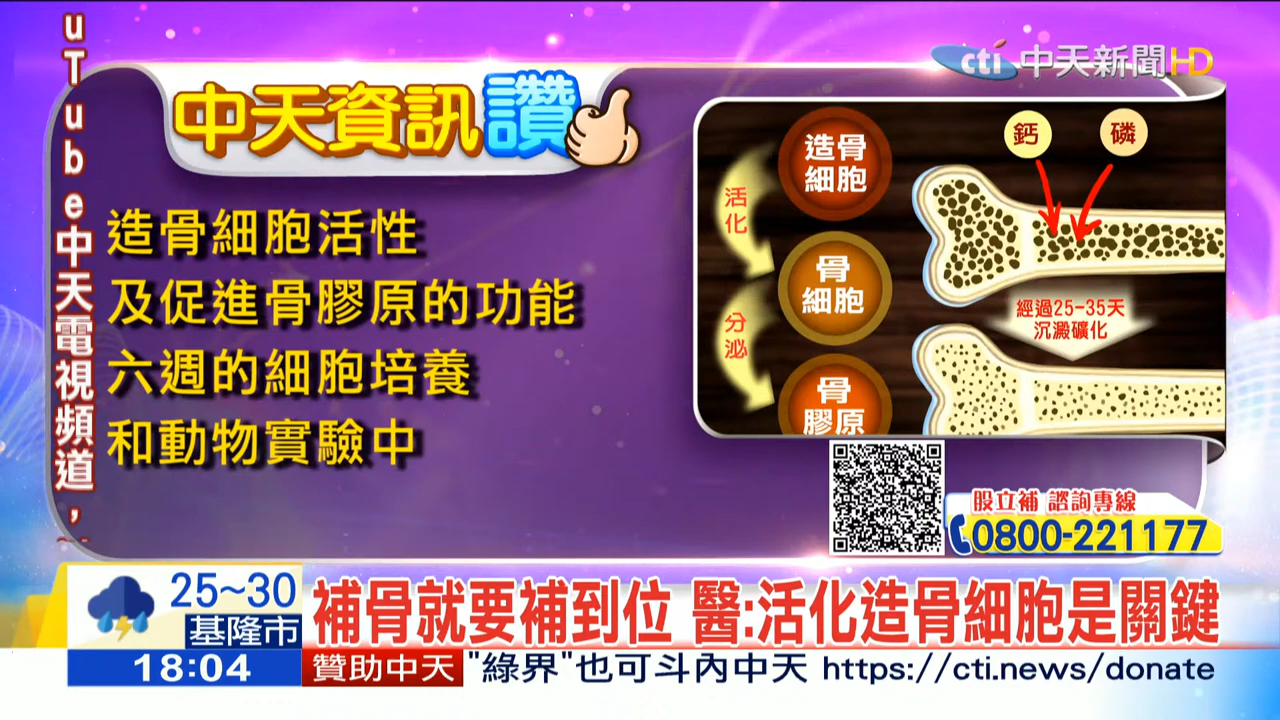 uTube中天電視頻道，
cti 中天新聞HD
中天資訊讚
造骨細胞活性
及促進骨膠原的功能
六週的細胞培養
和動物實驗中
造骨
細胞
活化
骨
細胞
分泌
骨
膠原
鈣
磷
經過25-35天
沉澱礦化
股立補 諮詢專線
0800-221177
25~30
基隆市
18:04
補骨就要補到位 醫:活化造骨細胞是關鍵
贊助中天 "綠界"也可斗內中天 https://cti.news/donate